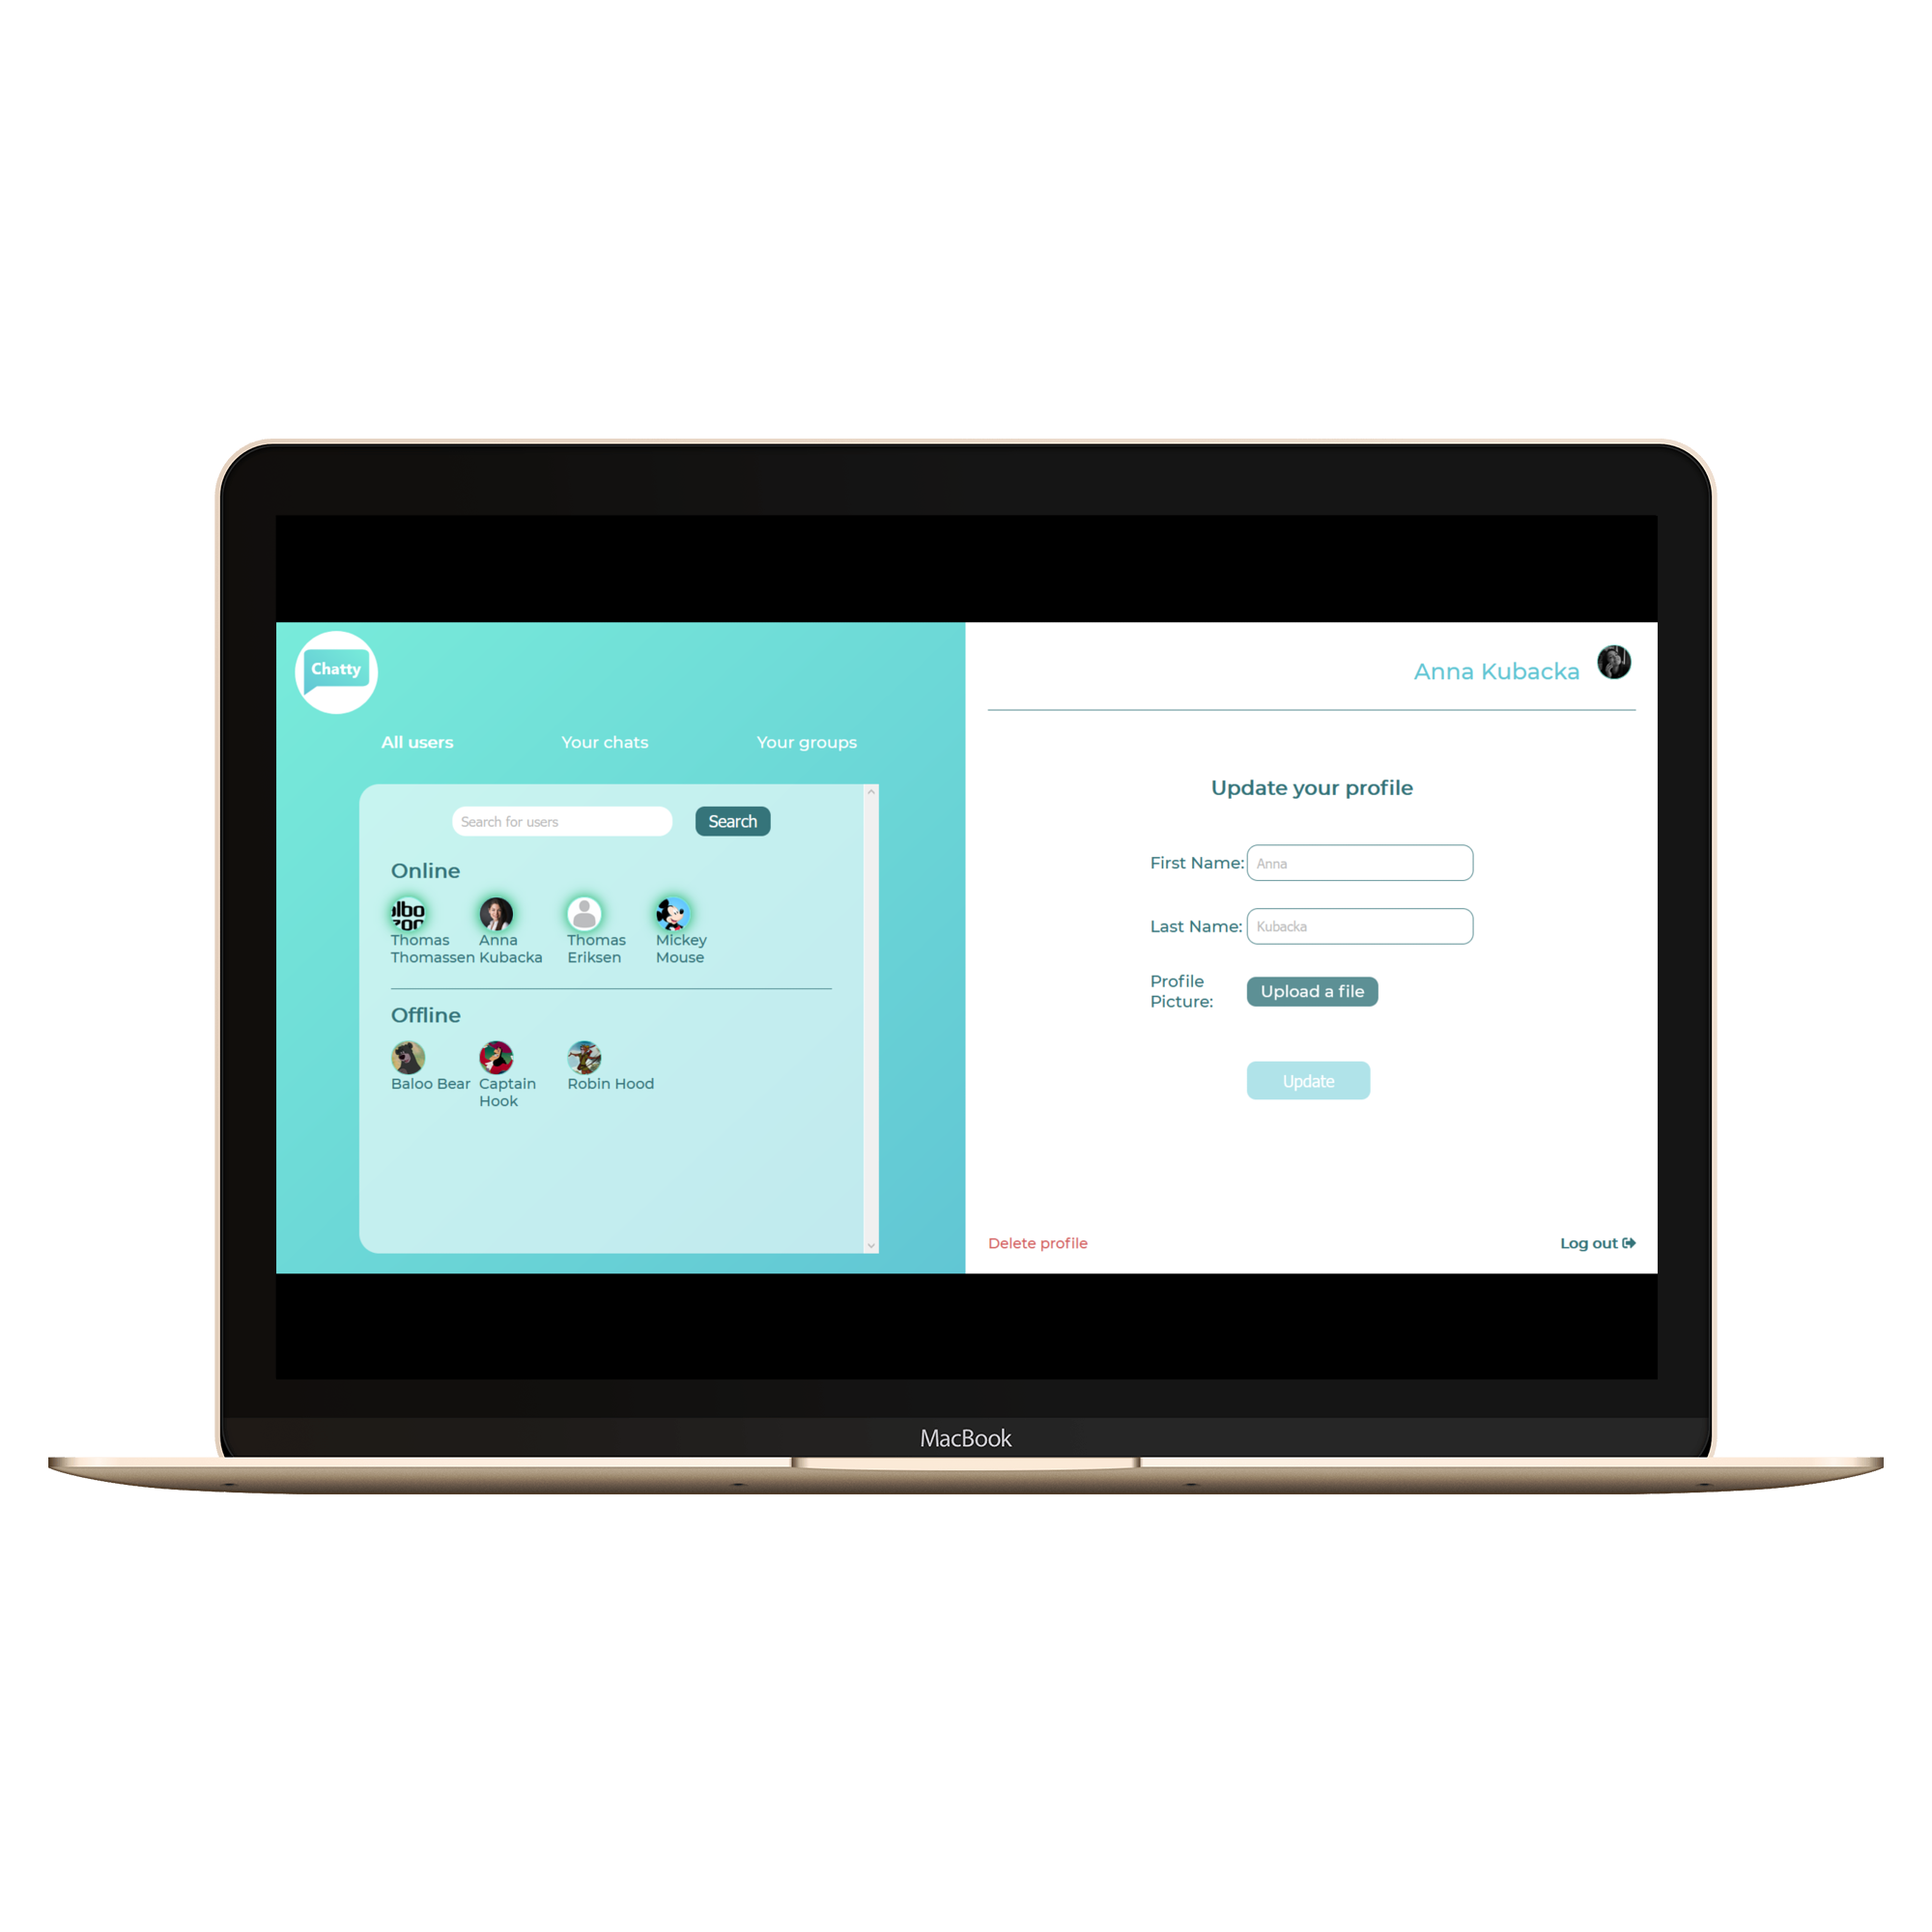 Chatty
All users
Your chats
Your groups
Search for users
Search
Online
Thomas
Thomassen
Anna
Kubacka
Thomas
Eriksen
Mickey
Mouse
Offline
Baloo Bear
Captain
Hook
Robin Hood
Anna Kubacka
Update your profile
First Name:
Anna
Last Name:
Kubacka
Profile
Picture:
Upload a file
Update
Delete profile
Log out
MacBook